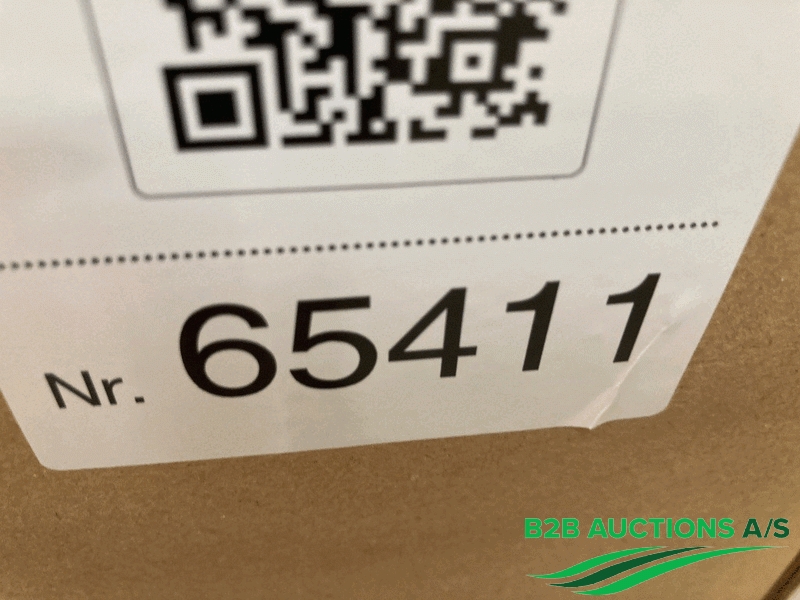 Nr. 65411
B2B AUCTIONS A/S